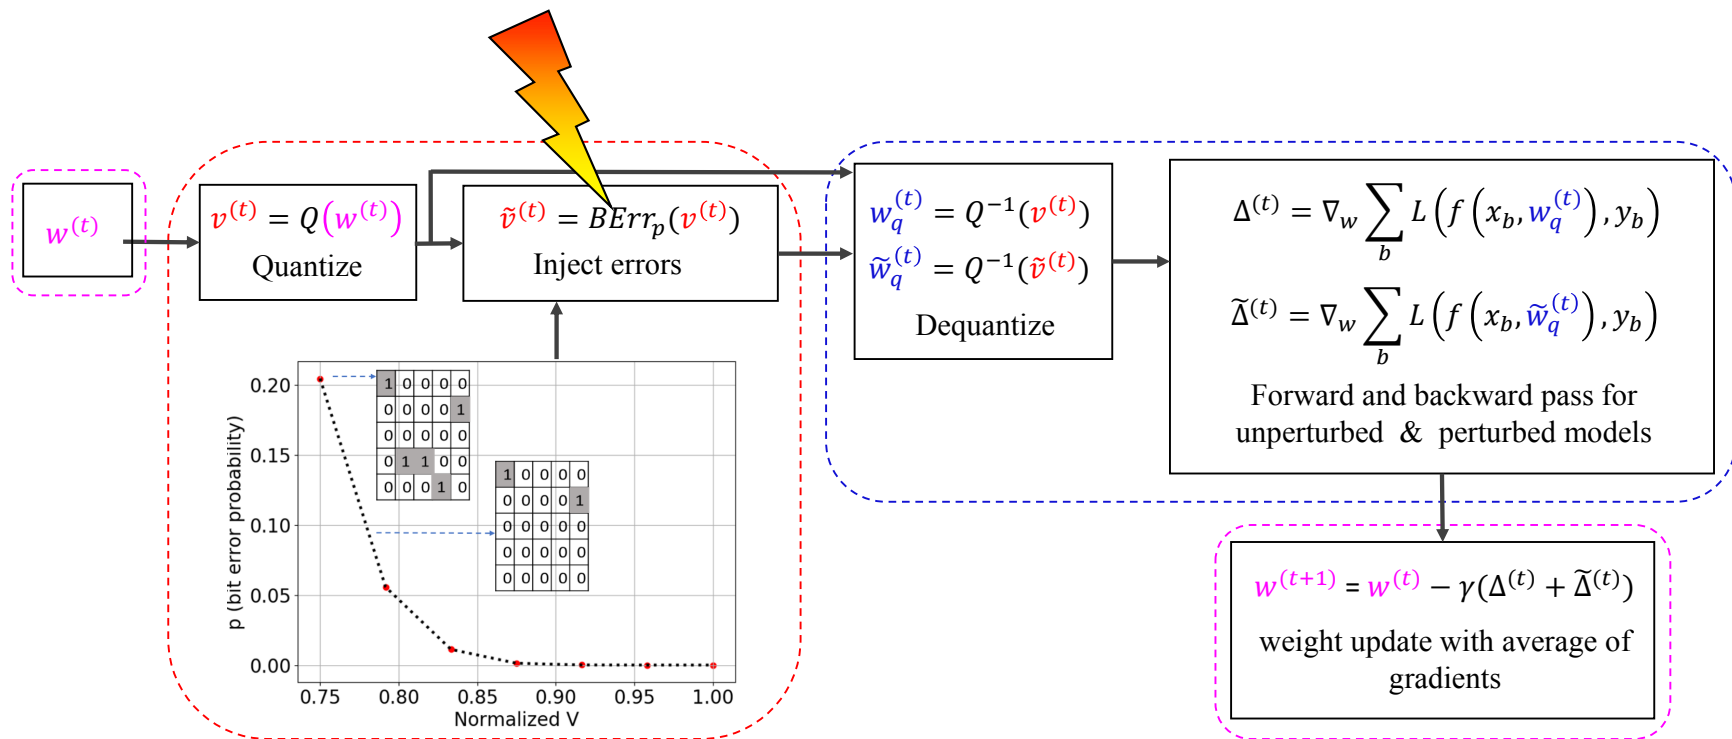 w^(t)
v^(t) = Q(w^(t))
Quantize
ṽ^(t) = BErr_p(v^(t))
Inject errors
w_q^(t) = Q^−1(v^(t))
w̃_q^(t) = Q^−1(ṽ^(t))
Dequantize
Δ^(t) = ∇_w ∑_b L(f(x_b, w_q^(t)), y_b)
Δ̃^(t) = ∇_w ∑_b L(f(x_b, w̃_q^(t)), y_b)
Forward and backward pass for
unperturbed & perturbed models
w^(t+1) = w^(t) − γ(Δ^(t) + Δ̃^(t))
weight update with average of
gradients
p (bit error probability)
0.20
0.15
0.10
0.05
0.00
1 0 0 0 0
0 0 0 0 1
0 0 0 0 0
0 1 1 0 0
0 0 0 1 0
1 0 0 0 0
0 0 0 0 1
0 0 0 0 0
0 0 0 0 0
0 0 0 0 0
0.75 0.80 0.85 0.90 0.95 1.00
Normalized V